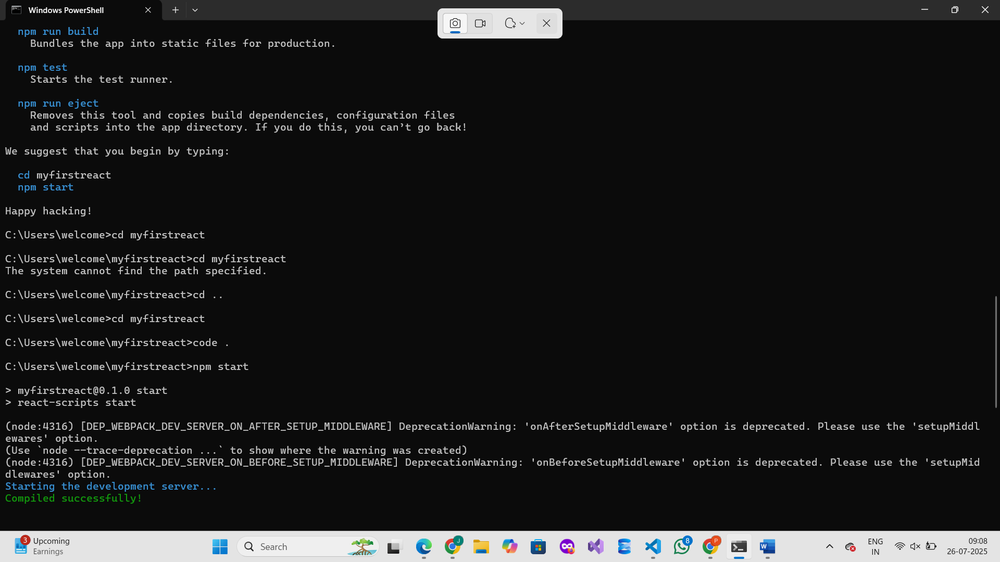 Windows PowerShell
npm run build
Bundles the app into static files for production.
npm test
Starts the test runner.
npm run eject
Removes this tool and copies build dependencies, configuration files
and scripts into the app directory. If you do this, you can’t go back!
We suggest that you begin by typing:
cd myfirstreact
npm start
Happy hacking!
C:\Users\welcome>cd myfirstreact
C:\Users\welcome\myfirstreact>cd myfirstreact
The system cannot find the path specified.
C:\Users\welcome\myfirstreact>cd ..
C:\Users\welcome>cd myfirstreact
C:\Users\welcome\myfirstreact>code .
C:\Users\welcome\myfirstreact>npm start
> myfirstreact@0.1.0 start
> react-scripts start
(node:4316) [DEP_WEBPACK_DEV_SERVER_ON_AFTER_SETUP_MIDDLEWARE] DeprecationWarning: 'onAfterSetupMiddleware' option is deprecated. Please use the 'setupMiddl
ewares' option.
(Use `node --trace-deprecation ...` to show where the warning was created)
(node:4316) [DEP_WEBPACK_DEV_SERVER_ON_BEFORE_SETUP_MIDDLEWARE] DeprecationWarning: 'onBeforeSetupMiddleware' option is deprecated. Please use the 'setupMid
dlewares' option.
Starting the development server...
Compiled successfully!
3
Upcoming
Earnings
Search
J
8
P
W
ENG
IN
09:08
26-07-2025